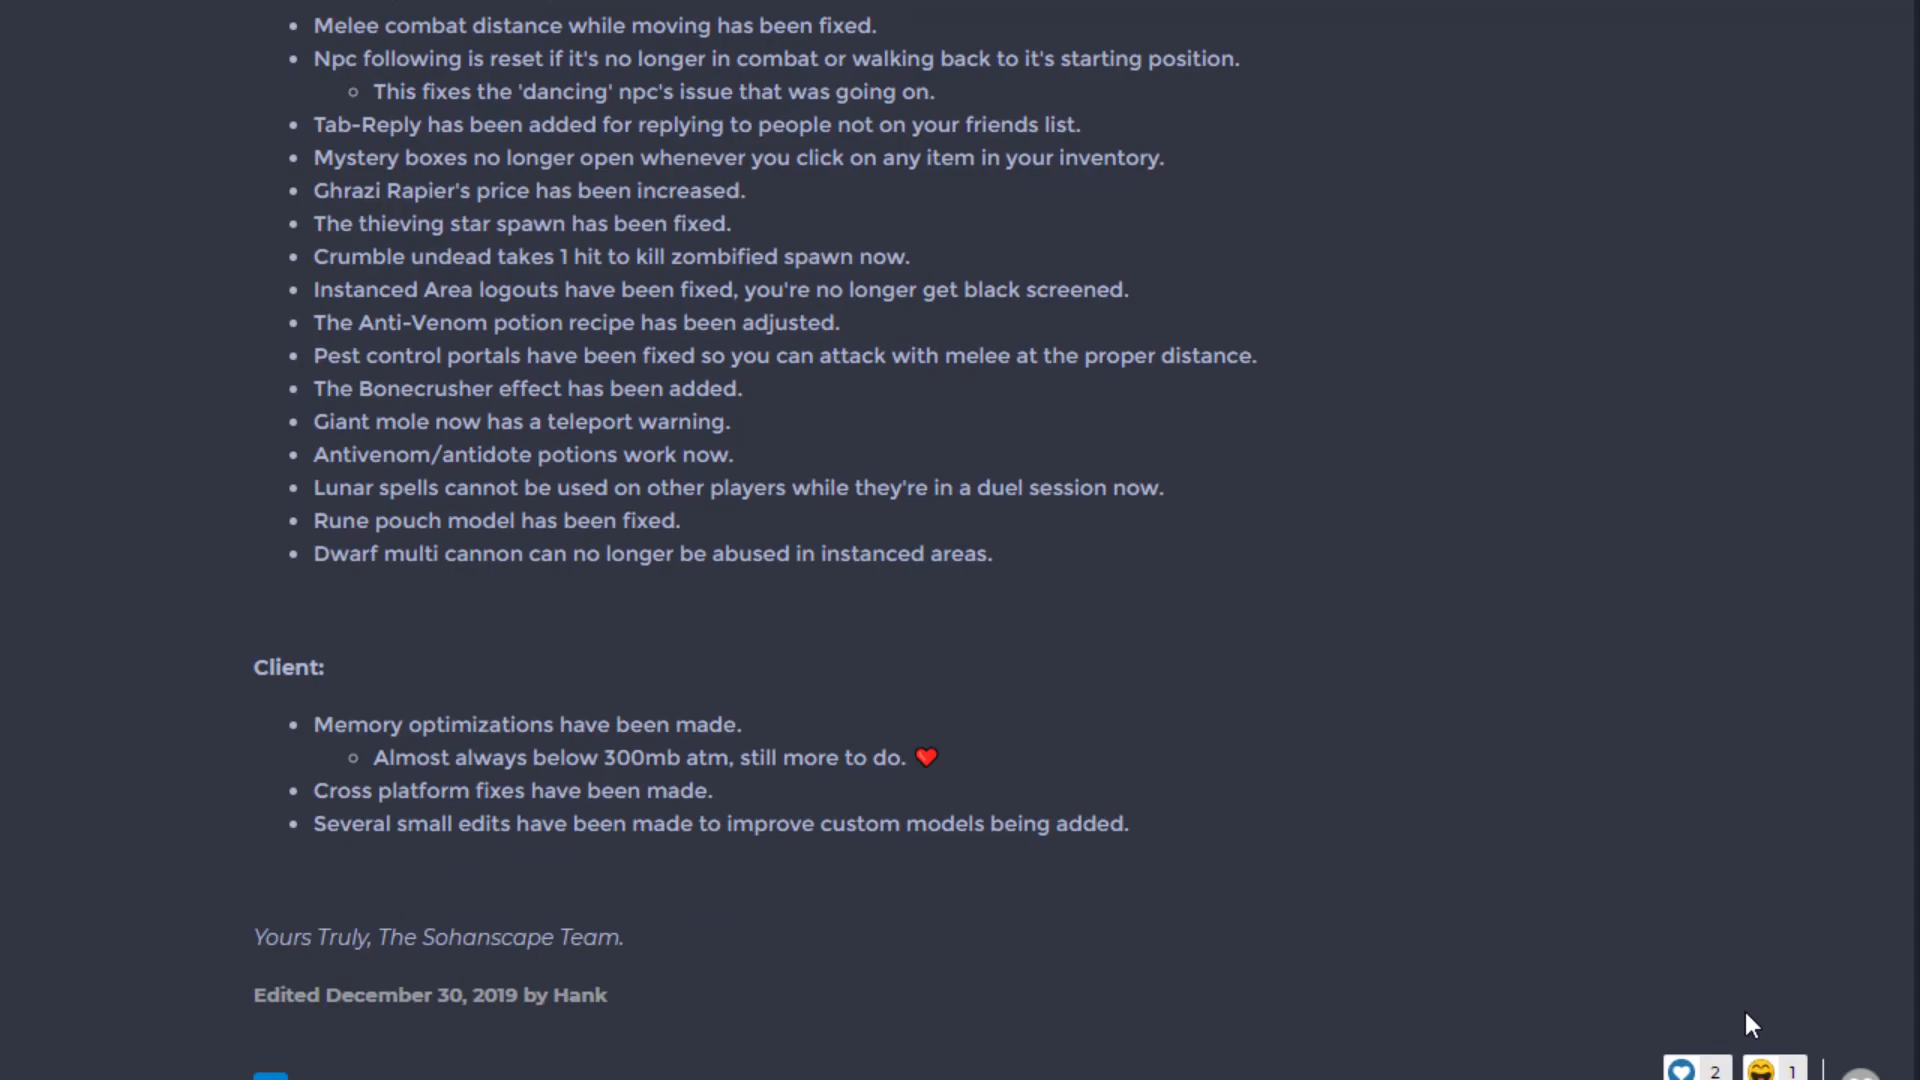 Melee combat distance while moving has been fixed.
Npc following is reset if it's no longer in combat or walking back to it's starting position.
This fixes the 'dancing' npc's issue that was going on.
Tab-Reply has been added for replying to people not on your friends list.
Mystery boxes no longer open whenever you click on any item in your inventory.
Ghrazi Rapier's price has been increased.
The thieving star spawn has been fixed.
Crumble undead takes 1 hit to kill zombified spawn now.
Instanced Area logouts have been fixed, you're no longer get black screened.
The Anti-Venom potion recipe has been adjusted.
Pest control portals have been fixed so you can attack with melee at the proper distance.
The Bonecrusher effect has been added.
Giant mole now has a teleport warning.
Antivenom/antidote potions work now.
Lunar spells cannot be used on other players while they're in a duel session now.
Rune pouch model has been fixed.
Dwarf multi cannon can no longer be abused in instanced areas.
Client:
Memory optimizations have been made.
Almost always below 300mb atm, still more to do. ❤
Cross platform fixes have been made.
Several small edits have been made to improve custom models being added.
Yours Truly, The Sohanscape Team.
Edited December 30, 2019 by Hank
2 1